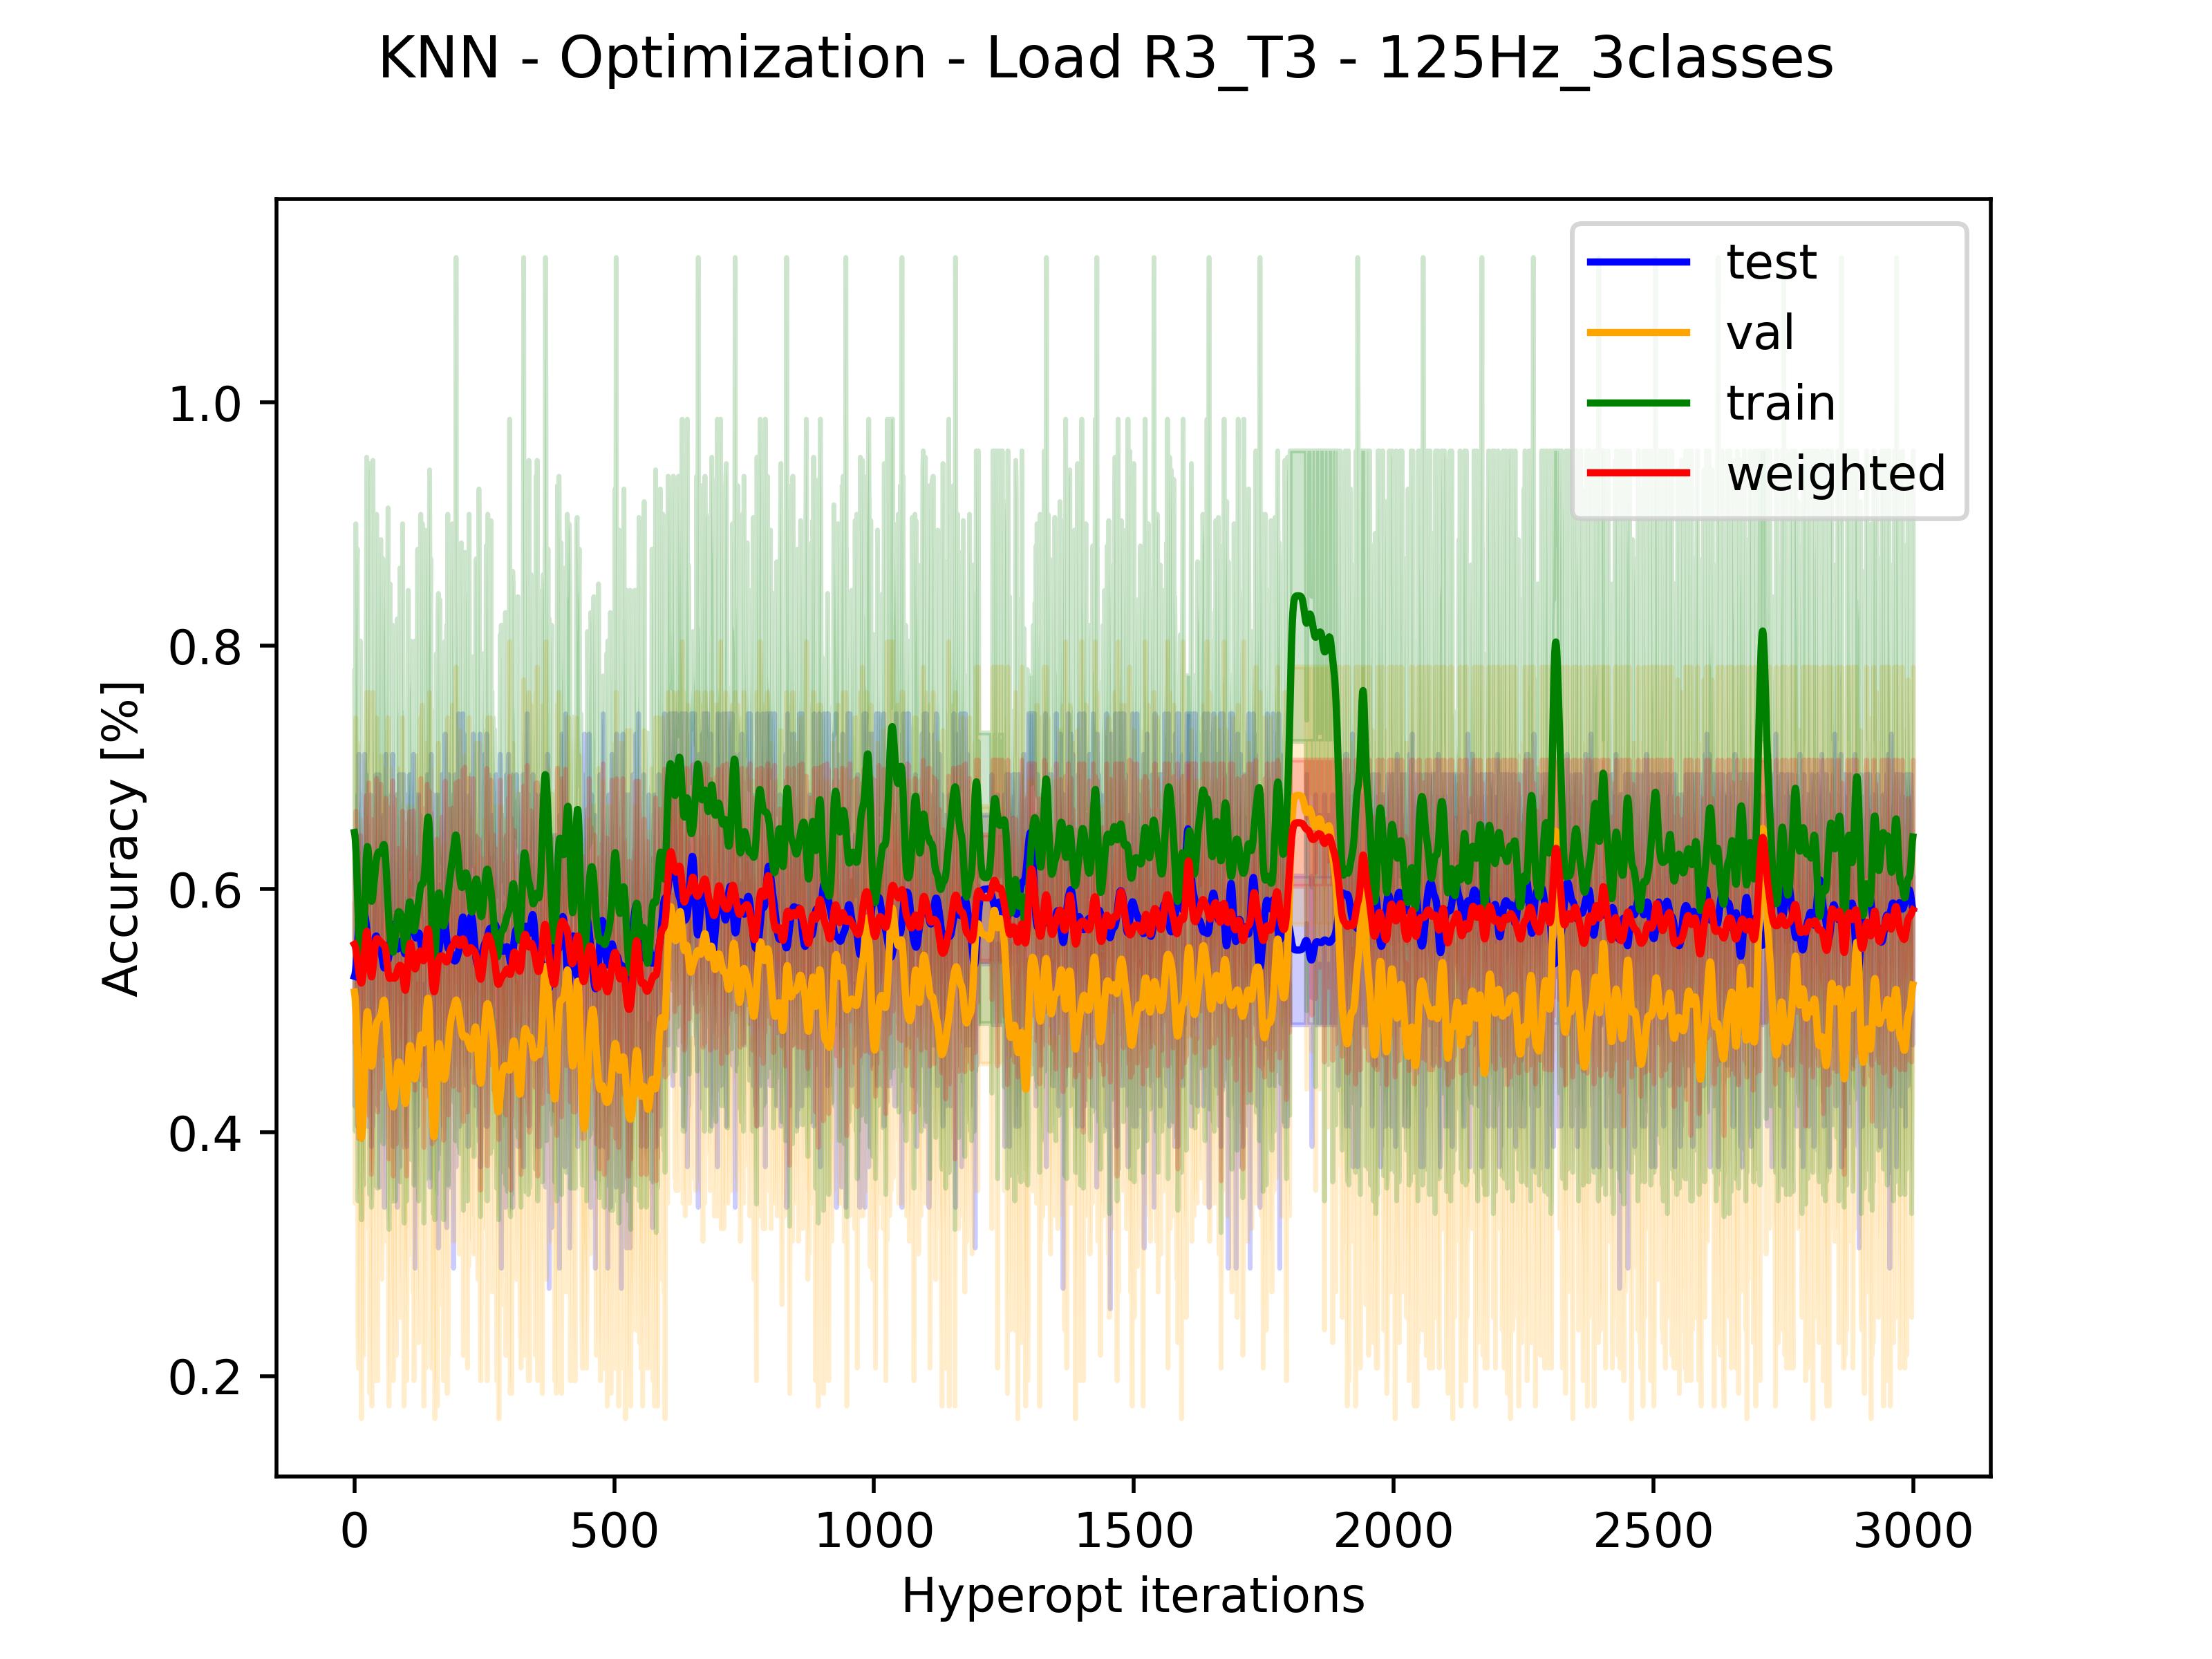 KNN - Optimization - Load R3_T3 - 125Hz_3classes
test
val
train
weighted
1.0
0.8
0.6
0.4
0.2
Accuracy [%]
0 500 1000 1500 2000 2500 3000
Hyperopt iterations